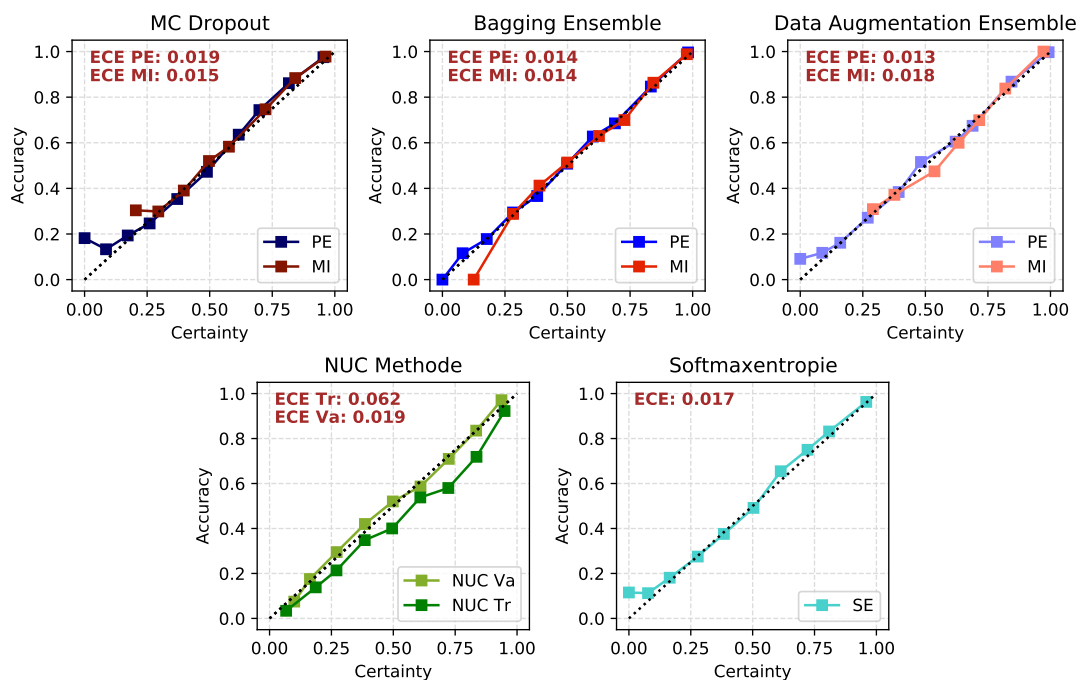 MC Dropout
ECE PE: 0.019
ECE MI: 0.015
1.0
0.8
0.6
0.4
0.2
0.0
Accuracy
PE
MI
0.00 0.25 0.50 0.75 1.00
Certainty
Bagging Ensemble
ECE PE: 0.014
ECE MI: 0.014
1.0
0.8
0.6
0.4
0.2
0.0
Accuracy
PE
MI
0.00 0.25 0.50 0.75 1.00
Certainty
Data Augmentation Ensemble
ECE PE: 0.013
ECE MI: 0.018
1.0
0.8
0.6
0.4
0.2
0.0
Accuracy
PE
MI
0.00 0.25 0.50 0.75 1.00
Certainty
NUC Methode
ECE Tr: 0.062
ECE Va: 0.019
1.0
0.8
0.6
0.4
0.2
0.0
Accuracy
NUC Va
NUC Tr
0.00 0.25 0.50 0.75 1.00
Certainty
Softmaxentropie
ECE: 0.017
1.0
0.8
0.6
0.4
0.2
0.0
Accuracy
SE
0.00 0.25 0.50 0.75 1.00
Certainty